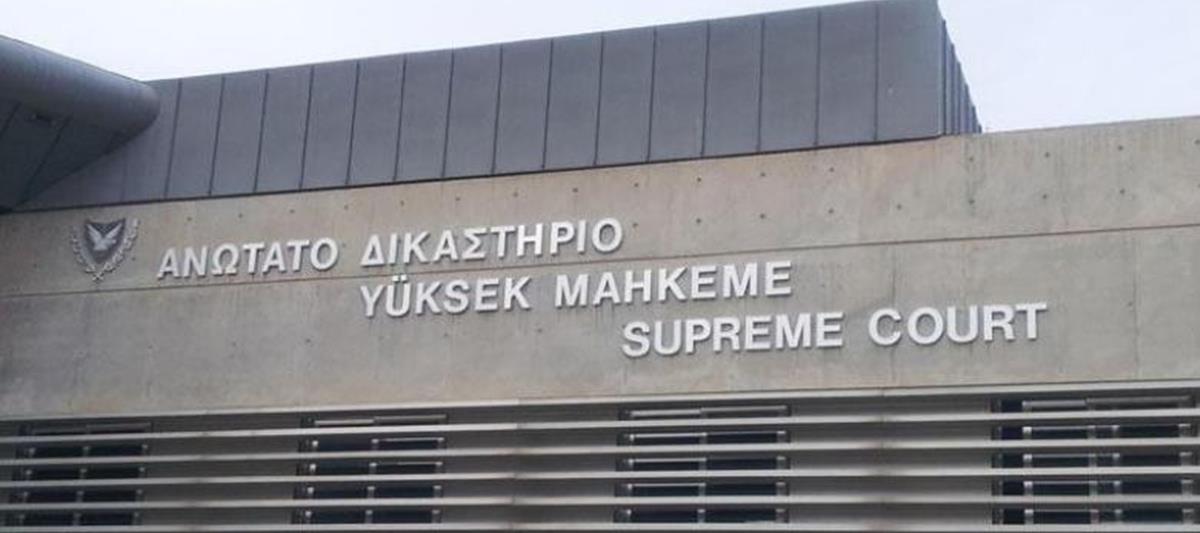 ΑΝΩΤΑΤΟ ΔΙΚΑΣΤΗΡΙΟ
YÜKSEK MAHKEME
SUPREME COURT